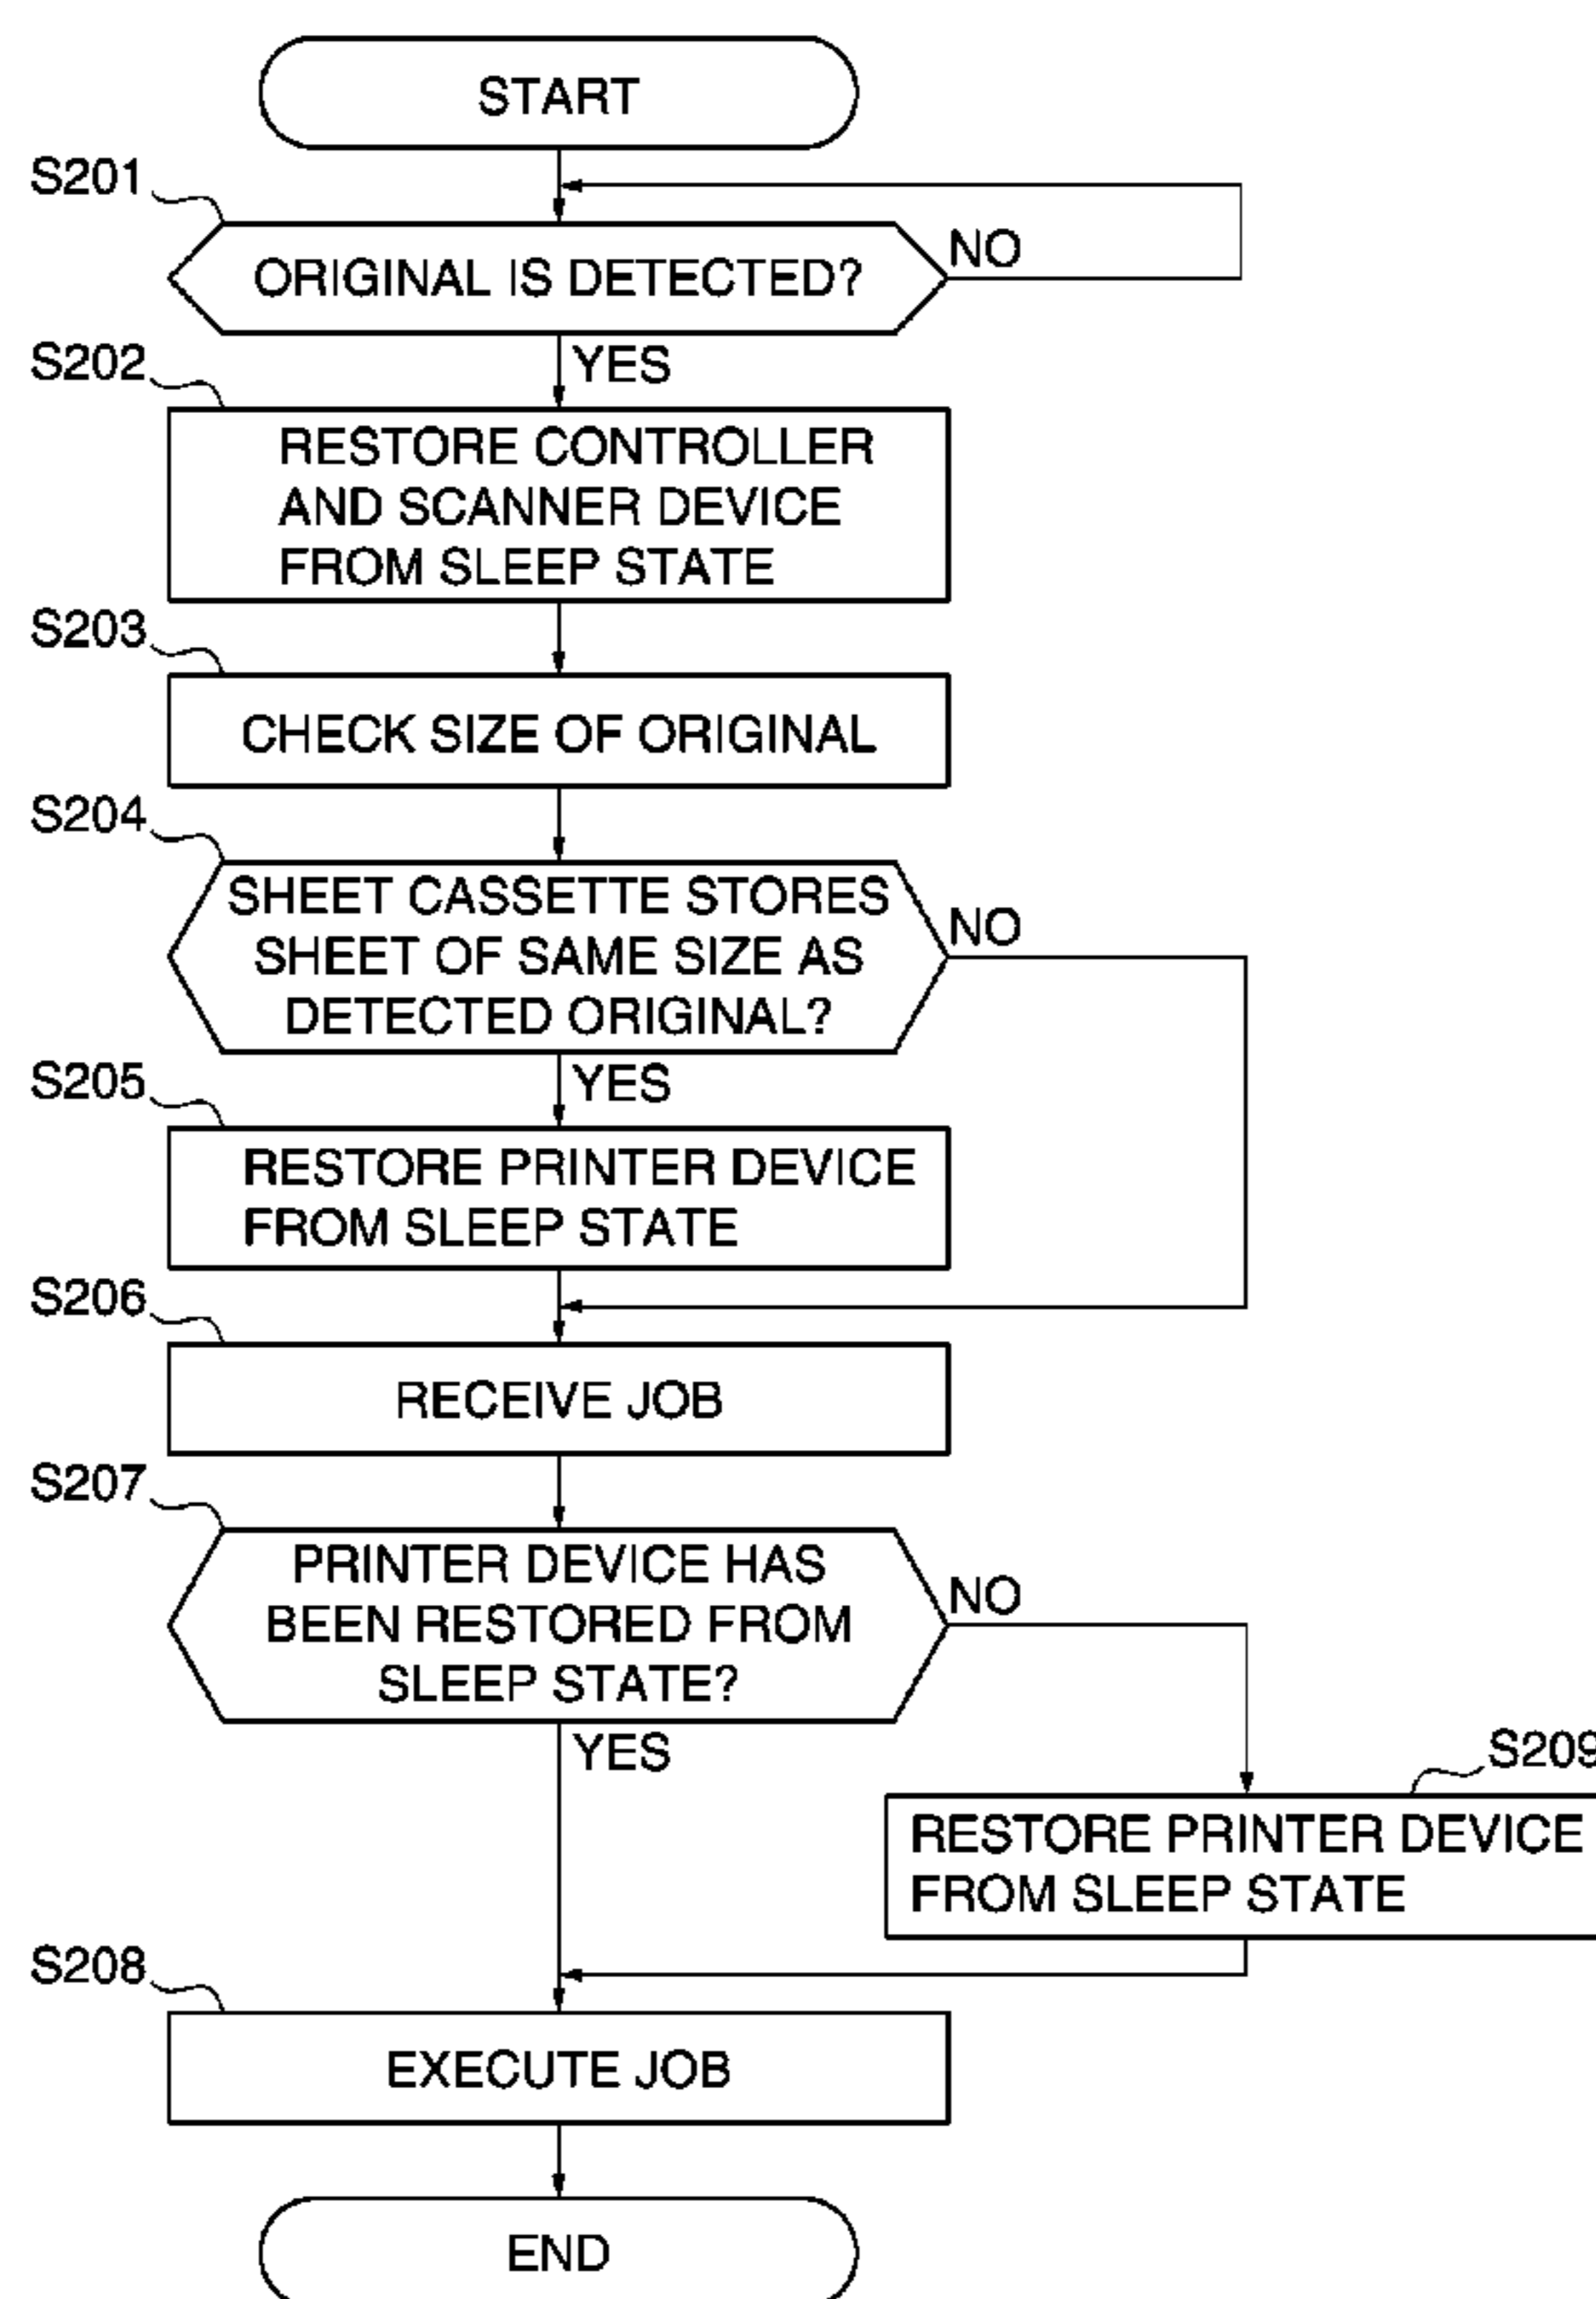 START
S201
ORIGINAL IS DETECTED?
NO
YES
S202
RESTORE CONTROLLER
AND SCANNER DEVICE
FROM SLEEP STATE
S203
CHECK SIZE OF ORIGINAL
S204
SHEET CASSETTE STORES
SHEET OF SAME SIZE AS
DETECTED ORIGINAL?
NO
YES
S205
RESTORE PRINTER DEVICE
FROM SLEEP STATE
S206
RECEIVE JOB
S207
PRINTER DEVICE HAS
BEEN RESTORED FROM
SLEEP STATE?
NO
YES
S209
RESTORE PRINTER DEVICE
FROM SLEEP STATE
S208
EXECUTE JOB
END